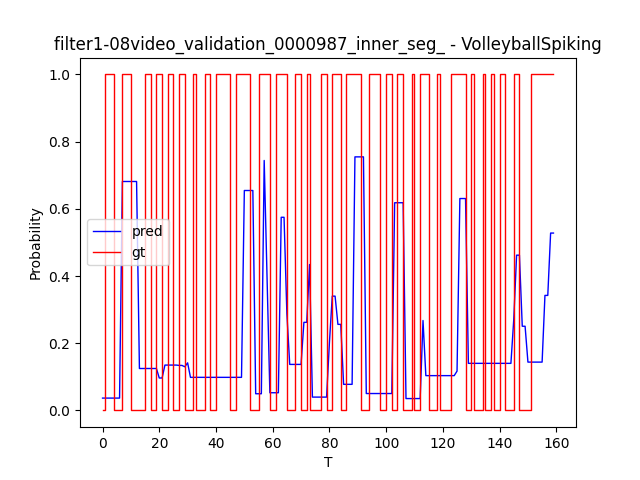 filter1-08video_validation_0000987_inner_seg_ - VolleyballSpiking
1.0
0.8
0.6
0.4
0.2
0.0
Probability
pred
gt
0 20 40 60 80 100 120 140 160
T